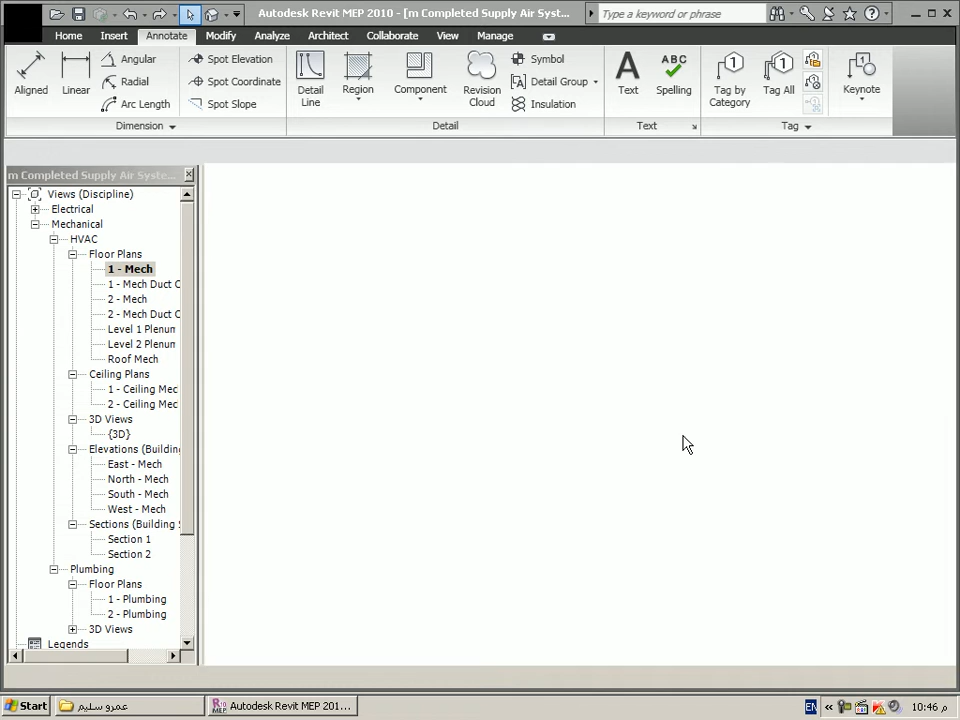 Autodesk Revit MEP 2010 - [m Completed Supply Air Syst...
Type a keyword or phrase
Home Insert Annotate Modify Analyze Architect Collaborate View Manage
Aligned
Linear
Angular
Radial
Arc Length
Spot Elevation
Spot Coordinate
Spot Slope
Dimension
Detail Line
Region
Component
Revision Cloud
Symbol
Detail Group
Insulation
Detail
A
Text
ABC
Spelling
Text
1
Tag by Category
1
Tag All
Tag
1
Keynote
m Completed Supply Air Syste...
Views (Discipline)
Electrical
Mechanical
HVAC
Floor Plans
1 - Mech
1 - Mech Duct C
2 - Mech
2 - Mech Duct C
Level 1 Plenum
Level 2 Plenum
Roof Mech
Ceiling Plans
1 - Ceiling Mec
2 - Ceiling Mec
3D Views
{3D}
Elevations (Building
East - Mech
North - Mech
South - Mech
West - Mech
Sections (Building
Section 1
Section 2
Plumbing
Floor Plans
1 - Plumbing
2 - Plumbing
3D Views
Legends
Start
عمرو سليم
Autodesk Revit MEP 201...
EN
10:46 م